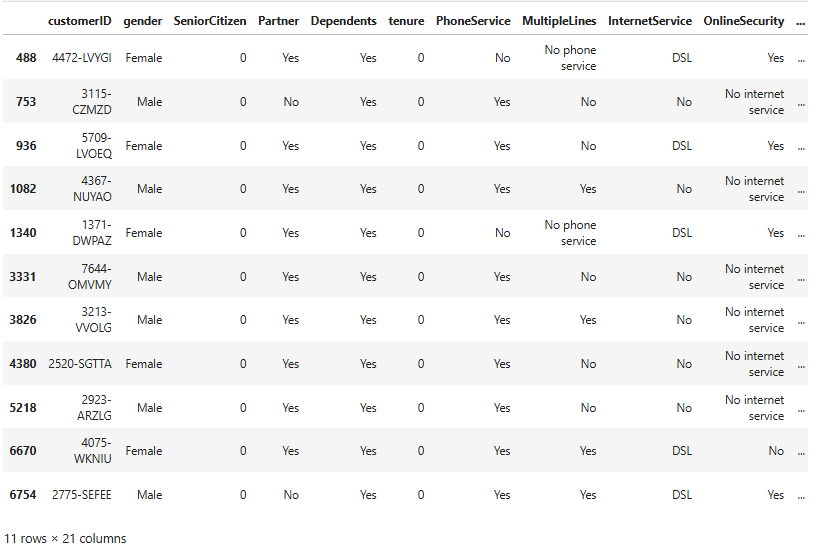 customerID gender SeniorCitizen Partner Dependents tenure PhoneService MultipleLines InternetService OnlineSecurity ...
488 4472-LVYGI Female 0 Yes Yes 0 No No phone service DSL Yes ...
753 3115-CZMZD Male 0 No Yes 0 Yes No No No internet service ...
936 5709-LVOEQ Female 0 Yes Yes 0 Yes No DSL Yes ...
1082 4367-NUYAO Male 0 Yes Yes 0 Yes Yes No No internet service ...
1340 1371-DWPAZ Female 0 Yes Yes 0 No No phone service DSL Yes ...
3331 7644-OMVMY Male 0 Yes Yes 0 Yes No No No internet service ...
3826 3213-VVOLG Male 0 Yes Yes 0 Yes Yes No No internet service ...
4380 2520-SGTTA Female 0 Yes Yes 0 Yes No No No internet service ...
5218 2923-ARZLG Male 0 Yes Yes 0 Yes No No No internet service ...
6670 4075-WKNIU Female 0 Yes Yes 0 Yes Yes DSL No ...
6754 2775-SEFEE Male 0 No Yes 0 Yes Yes DSL Yes ...
11 rows × 21 columns